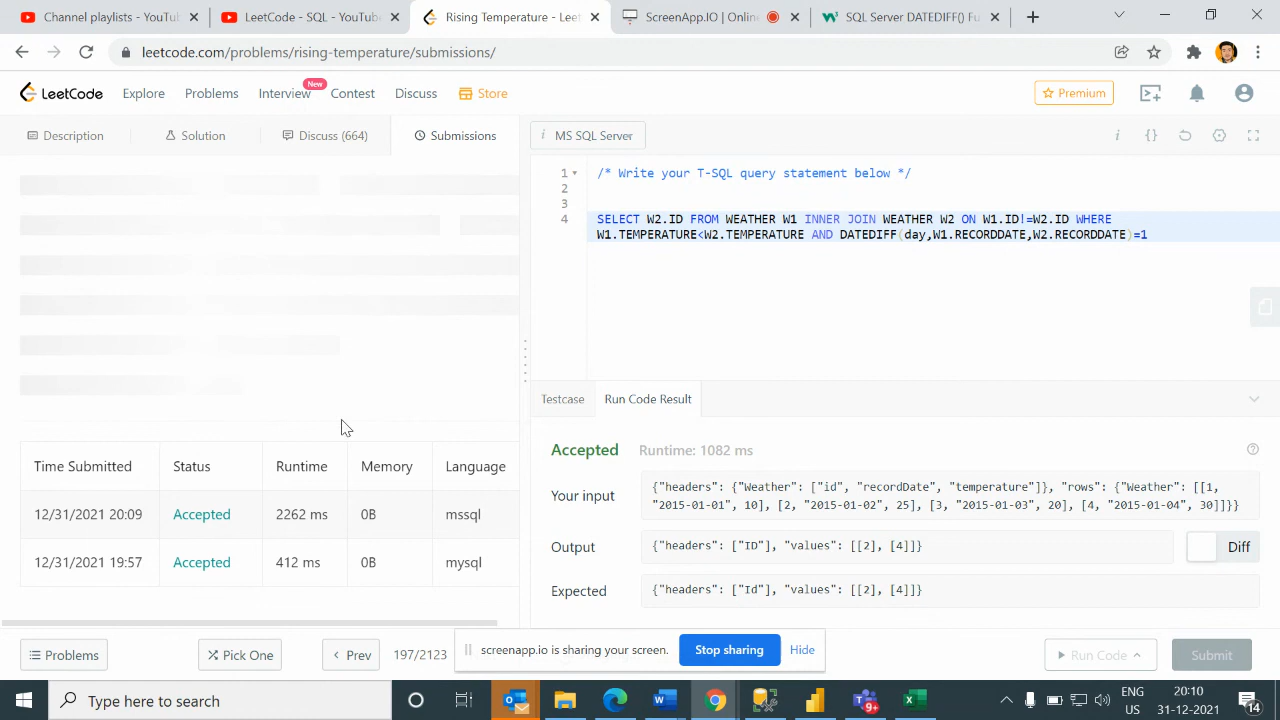 Channel playlists - YouTu
LeetCode - SQL - YouTube
Rising Temperature - Leet
ScreenApp.IO | Online
SQL Server DATEDIFF() Fu
leetcode.com/problems/rising-temperature/submissions/
LeetCode
Explore
Problems
Interview
New
Contest
Discuss
Store
Premium
Description
Solution
Discuss (664)
Submissions
i MS SQL Server
1 /* Write your T-SQL query statement below */
2
3
4 SELECT W2.ID FROM WEATHER W1 INNER JOIN WEATHER W2 ON W1.ID!=W2.ID WHERE
W1.TEMPERATURE<W2.TEMPERATURE AND DATEDIFF(day,W1.RECORDDATE,W2.RECORDDATE)=1
Time Submitted Status Runtime Memory Language
12/31/2021 20:09 Accepted 2262 ms 0B mssql
12/31/2021 19:57 Accepted 412 ms 0B mysql
Testcase
Run Code Result
Accepted Runtime: 1082 ms
Your input
{"headers": {"Weather": ["id", "recordDate", "temperature"]}, "rows": {"Weather": [[1,
"2015-01-01", 10], [2, "2015-01-02", 25], [3, "2015-01-03", 20], [4, "2015-01-04", 30]]}}
Output
{"headers": ["ID"], "values": [[2], [4]]}
Diff
Expected
{"headers": ["Id"], "values": [[2], [4]]}
Problems
Pick One
Prev
197/2123
screenapp.io is sharing your screen.
Stop sharing
Hide
Run Code
Submit
Type here to search
9+
ENG
US
20:10
31-12-2021
14